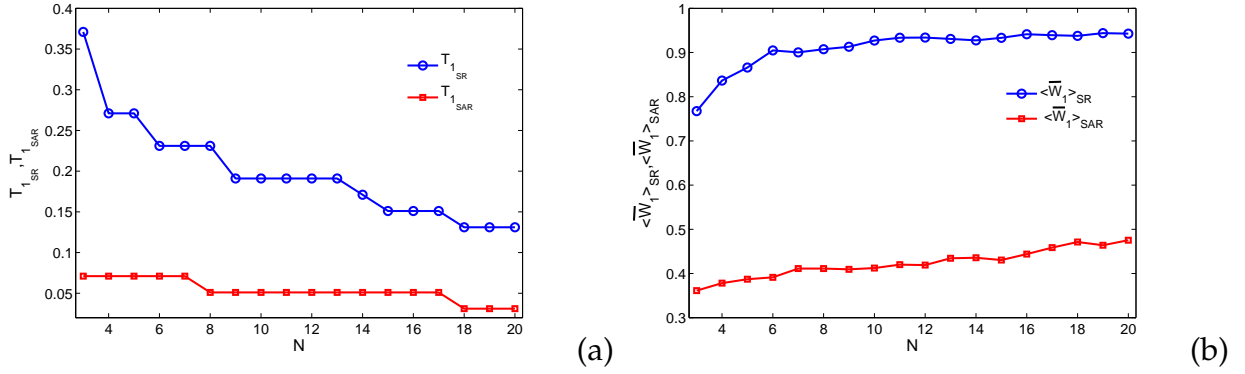 0.4
0.35
0.3
0.25
0.2
0.15
0.1
0.05
4 6 8 10 12 14 16 18 20
N
T1SR,T1SAR
T1SR
T1SAR
(a)
1
0.9
0.8
0.7
0.6
0.5
0.4
0.3
4 6 8 10 12 14 16 18 20
N
<W̅1>SR,<W̅1>SAR
<W̅1>SR
<W̅1>SAR
(b)